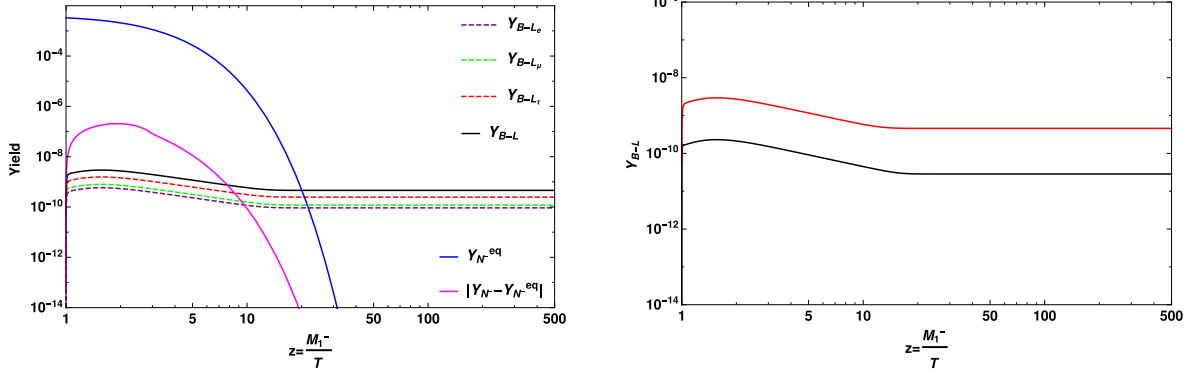 10^-4
10^-6
10^-8
10^-10
10^-12
10^-14
Yield
1
5
10
50
100
500
z=M_1^-/T
Y_{B-L_e}
Y_{B-L_μ}
Y_{B-L_τ}
Y_{B-L}
Y_{N^-}^{eq}
|Y_{N^-}-Y_{N^-}^{eq}|
10^-8
10^-10
10^-12
10^-14
Y_{B-L}
1
5
10
50
100
500
z=M_1^-/T